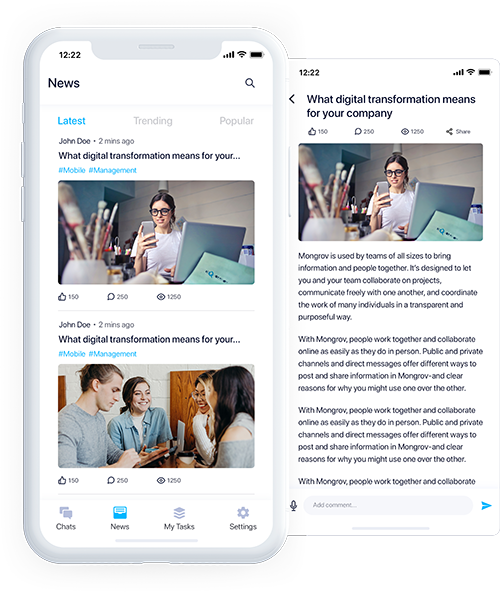 12:22
News
Latest Trending Popular
John Doe • 2 mins ago
What digital transformation means for your...
#Mobile #Management
150 250 1250
John Doe • 2 mins ago
What digital transformation means for your...
#Mobile #Management
150 250 1250
Chats News My Tasks Settings
12:22
What digital transformation means
for your company
150 250 1250 Share
Mongrov is used by teams of all sizes to bring
information and people together. It's designed to let
you and your team collaborate on projects,
communicate freely with one another, and coordinate
the work of many individuals in a transparent and
purposeful way.
With Mongrov, people work together and collaborate
online as easily as they do in person. Public and private
channels and direct messages offer different ways to
post and share information in Mongrov-and clear
reasons for why you might use one over the other.
With Mongrov, people work together and collaborate
online as easily as they do in person. Public and private
channels and direct messages offer different ways to
post and share information in Mongrov-and clear
reasons for why you might use one over the other.
With Mongrov, people work together and collaborate
Add comment...